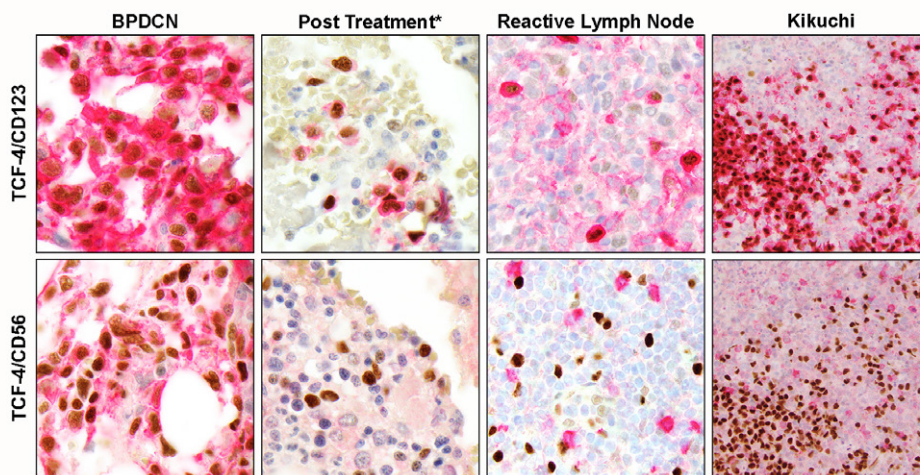 BPDCN Post Treatment* Reactive Lymph Node Kikuchi
TCF-4/CD123
TCF-4/CD56